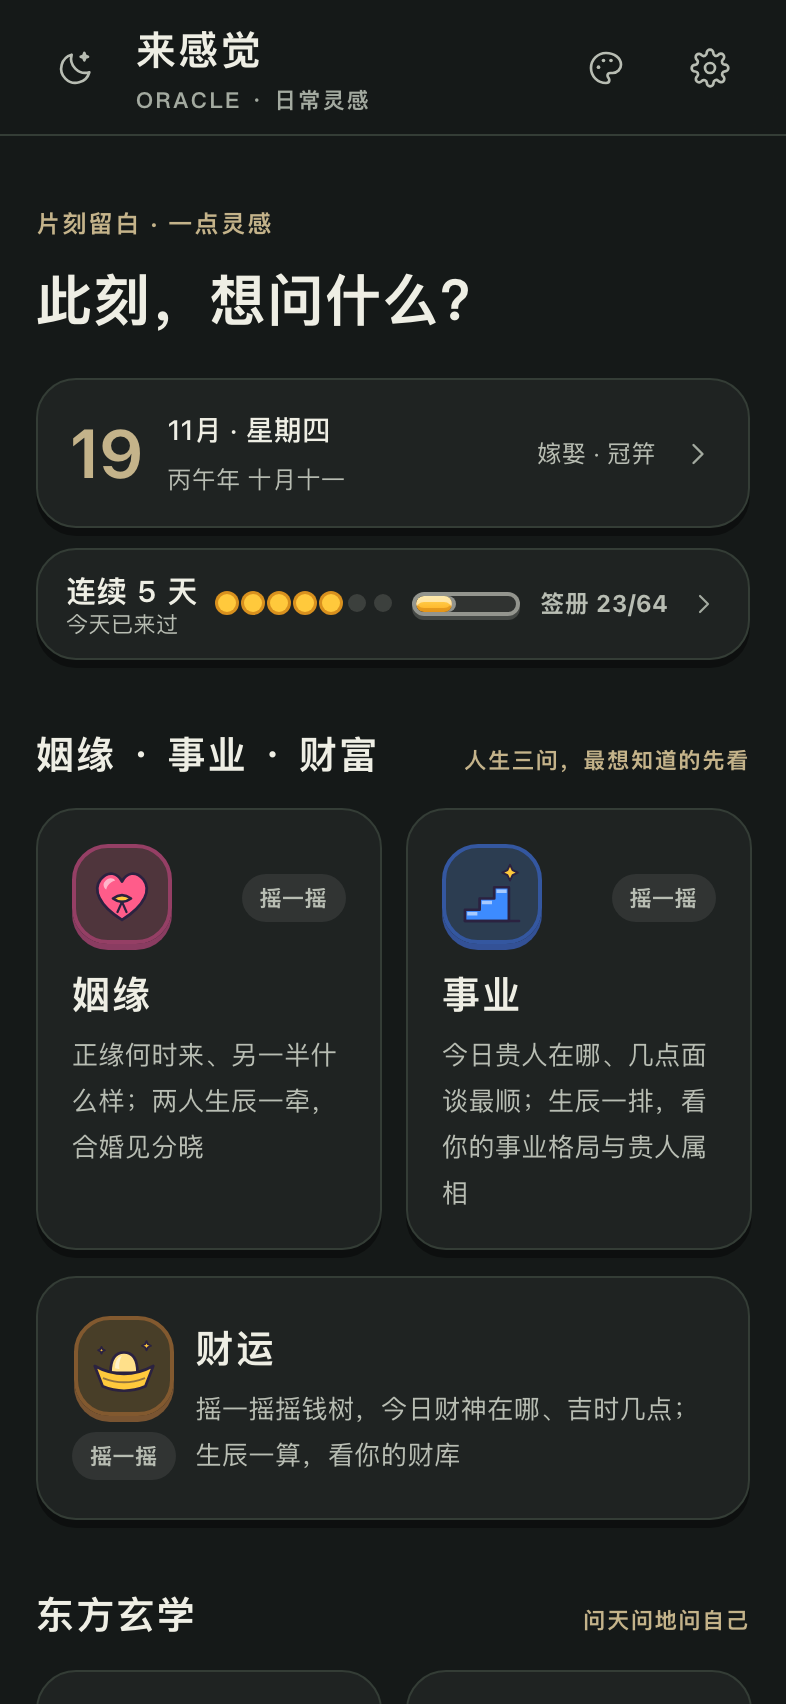 来感觉
ORACLE · 日常灵感
片刻留白 · 一点灵感
此刻，想问什么?
19
11月 · 星期四
丙午年 十月十一
嫁娶 · 冠笄
连续 5 天
今天已来过
签册 23/64
姻缘 · 事业 · 财富
人生三问，最想知道的先看
摇一摇
姻缘
正缘何时来、另一半什
么样；两人生辰一牵，
合婚见分晓
摇一摇
事业
今日贵人在哪、几点面
谈最顺；生辰一排，看
你的事业格局与贵人属
相
财运
摇一摇摇钱树，今日财神在哪、吉时几点；
生辰一算，看你的财库
摇一摇
东方玄学
问天问地问自己